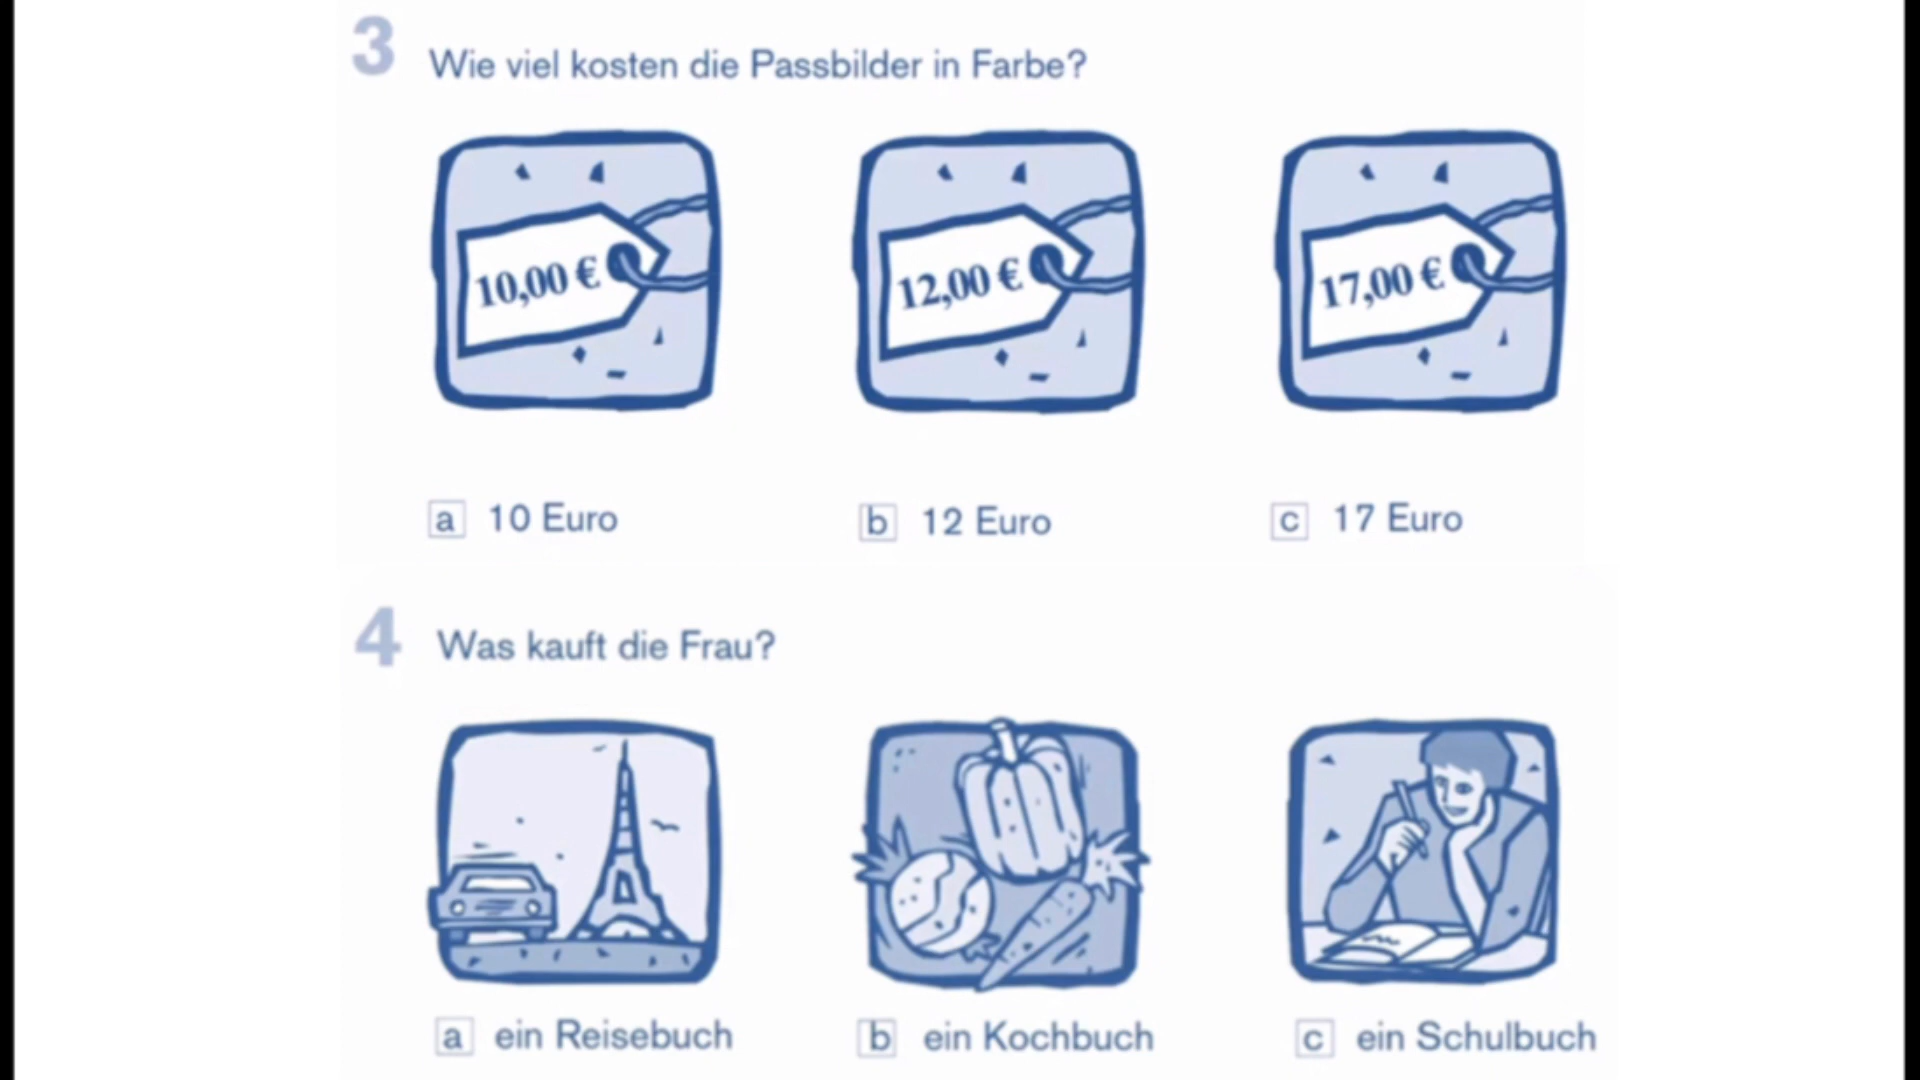 3 Wie viel kosten die Passbilder in Farbe?
10,00 € 12,00 € 17,00 €
a 10 Euro b 12 Euro c 17 Euro
4 Was kauft die Frau?
a ein Reisebuch b ein Kochbuch c ein Schulbuch